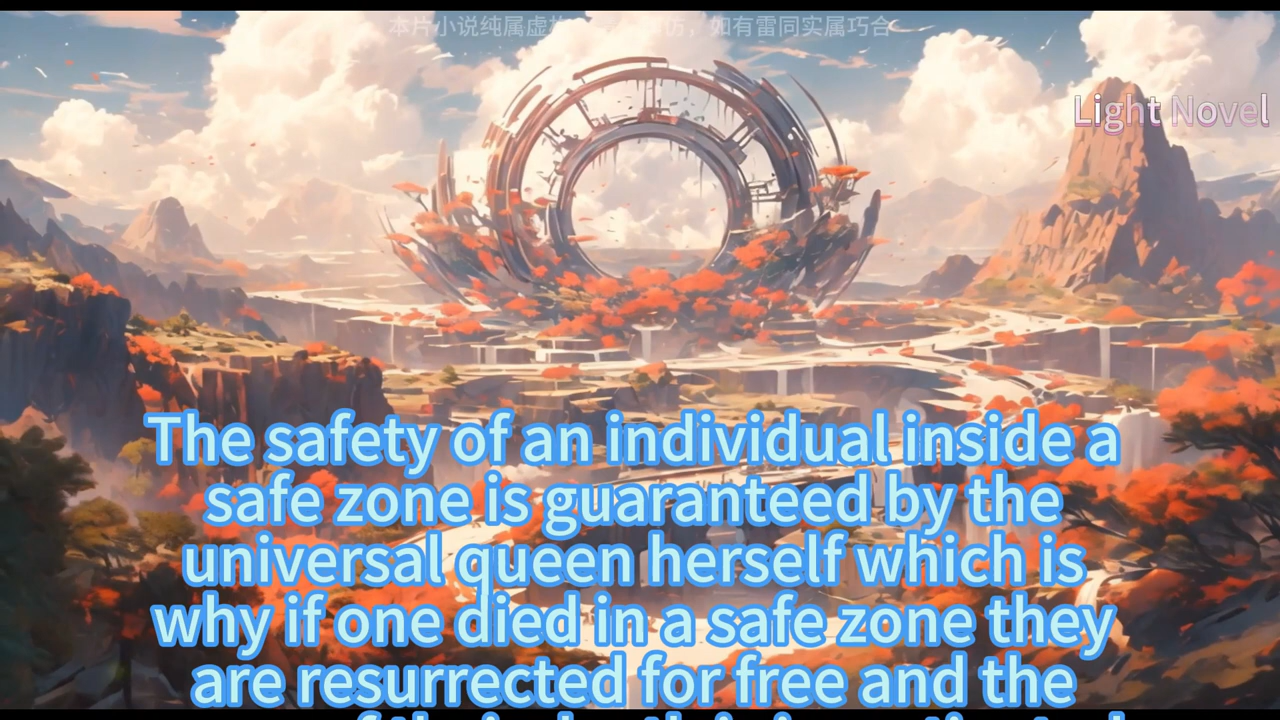 本片小说纯属虚构，如有雷同实属巧合
Light Novel
The safety of an individual inside a
safe zone is guaranteed by the
universal queen herself which is
why if one died in a safe zone they
are resurrected for free and the